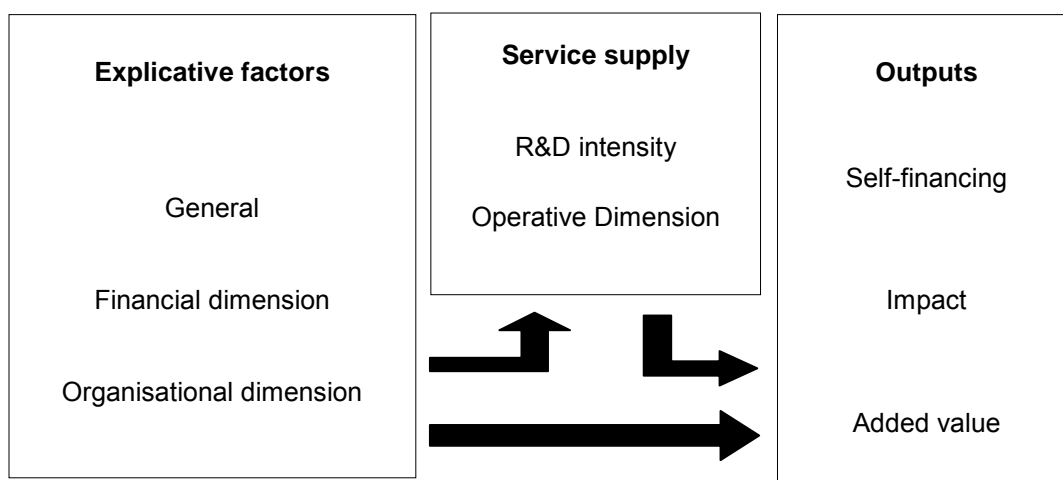 Explicative factors
General
Financial dimension
Organisational dimension
Service supply
R&D intensity
Operative Dimension
Outputs
Self-financing
Impact
Added value